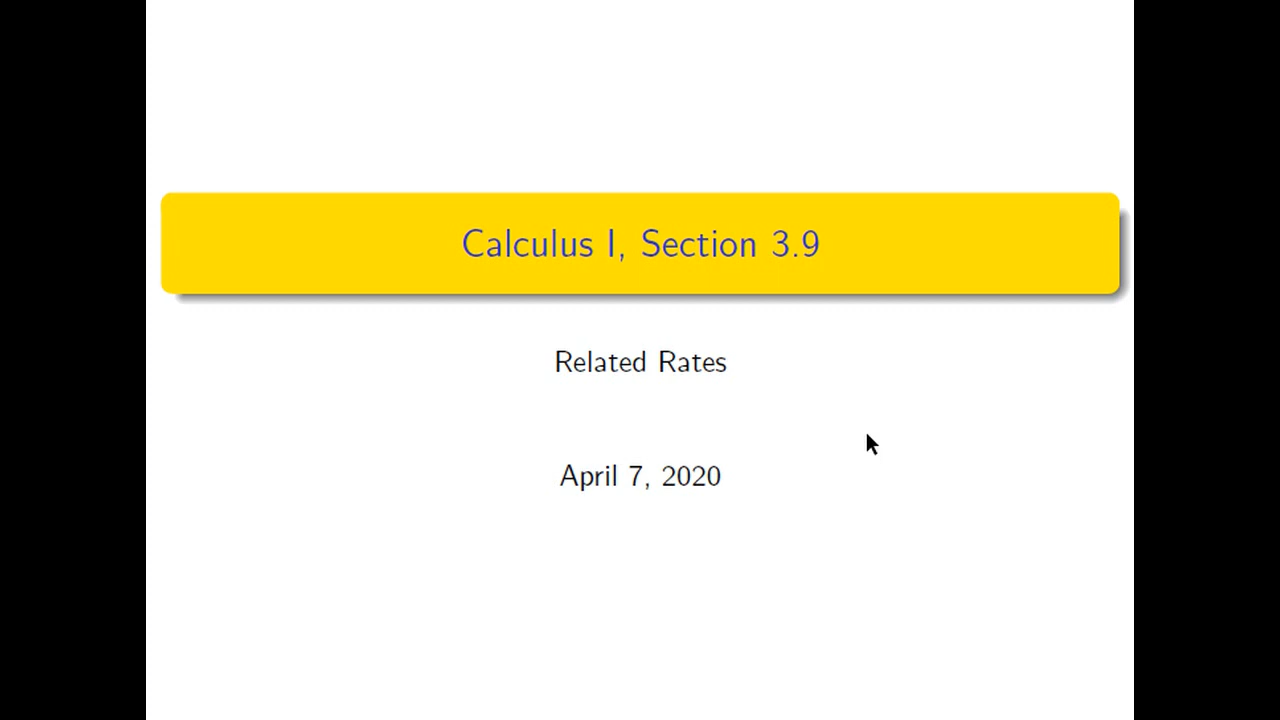 Calculus I, Section 3.9
Related Rates
April 7, 2020